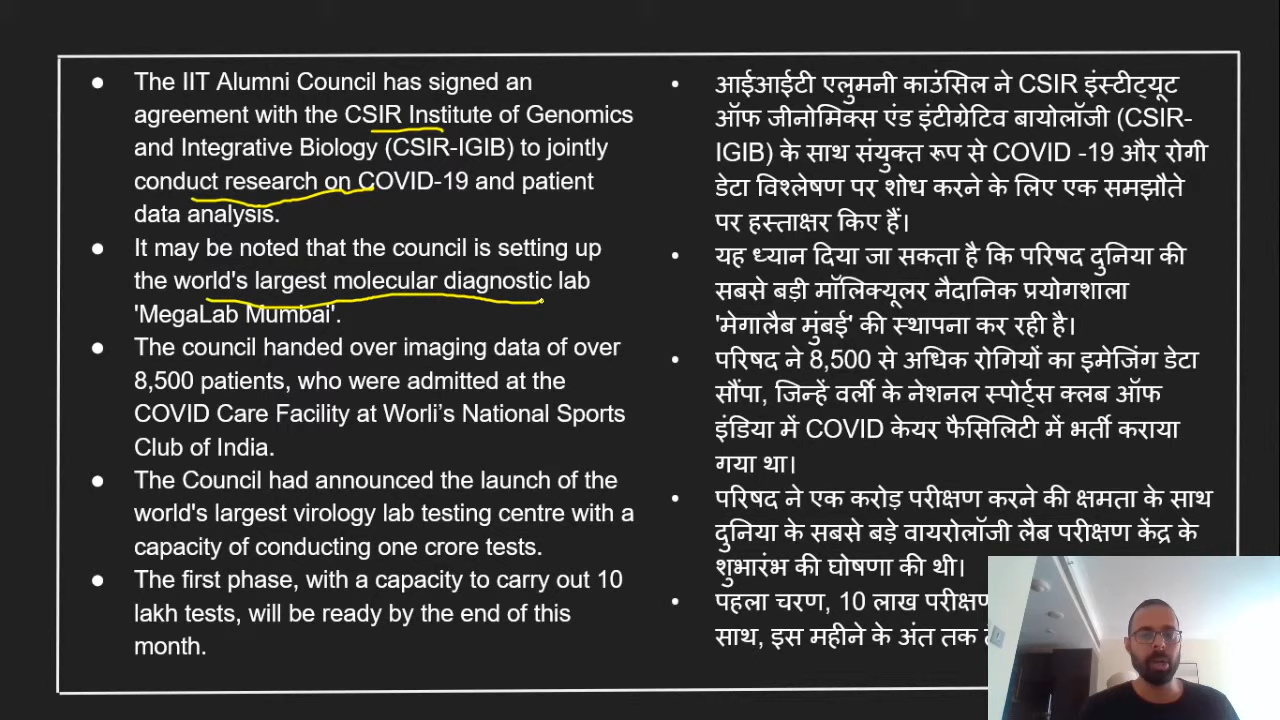 The IIT Alumni Council has signed an
agreement with the CSIR Institute of Genomics
and Integrative Biology (CSIR-IGIB) to jointly
conduct research on COVID-19 and patient
data analysis.
It may be noted that the council is setting up
the world's largest molecular diagnostic lab
'MegaLab Mumbai'.
The council handed over imaging data of over
8,500 patients, who were admitted at the
COVID Care Facility at Worli’s National Sports
Club of India.
The Council had announced the launch of the
world's largest virology lab testing centre with a
capacity of conducting one crore tests.
The first phase, with a capacity to carry out 10
lakh tests, will be ready by the end of this
month.
आईआईटी एलुमनी काउंसिल ने CSIR इंस्टीट्यूट
ऑफ जीनोमिक्स एंड इंटीग्रेटिव बायोलॉजी (CSIR-
IGIB) के साथ संयुक्त रूप से COVID -19 और रोगी
डेटा विश्लेषण पर शोध करने के लिए एक समझौते
पर हस्ताक्षर किए हैं।
यह ध्यान दिया जा सकता है कि परिषद दुनिया की
सबसे बड़ी मॉलिक्यूलर नैदानिक प्रयोगशाला
'मेगालैब मुंबई' की स्थापना कर रही है।
परिषद ने 8,500 से अधिक रोगियों का इमेजिंग डेटा
सौंपा, जिन्हें वर्ली के नेशनल स्पोर्ट्स क्लब ऑफ
इंडिया में COVID केयर फैसिलिटी में भर्ती कराया
गया था।
परिषद ने एक करोड़ परीक्षण करने की क्षमता के साथ
दुनिया के सबसे बड़े वायरोलॉजी लैब परीक्षण केंद्र के
शुभारंभ की घोषणा की थी।
पहला चरण, 10 लाख परीक्षण
साथ, इस महीने के अंत तक